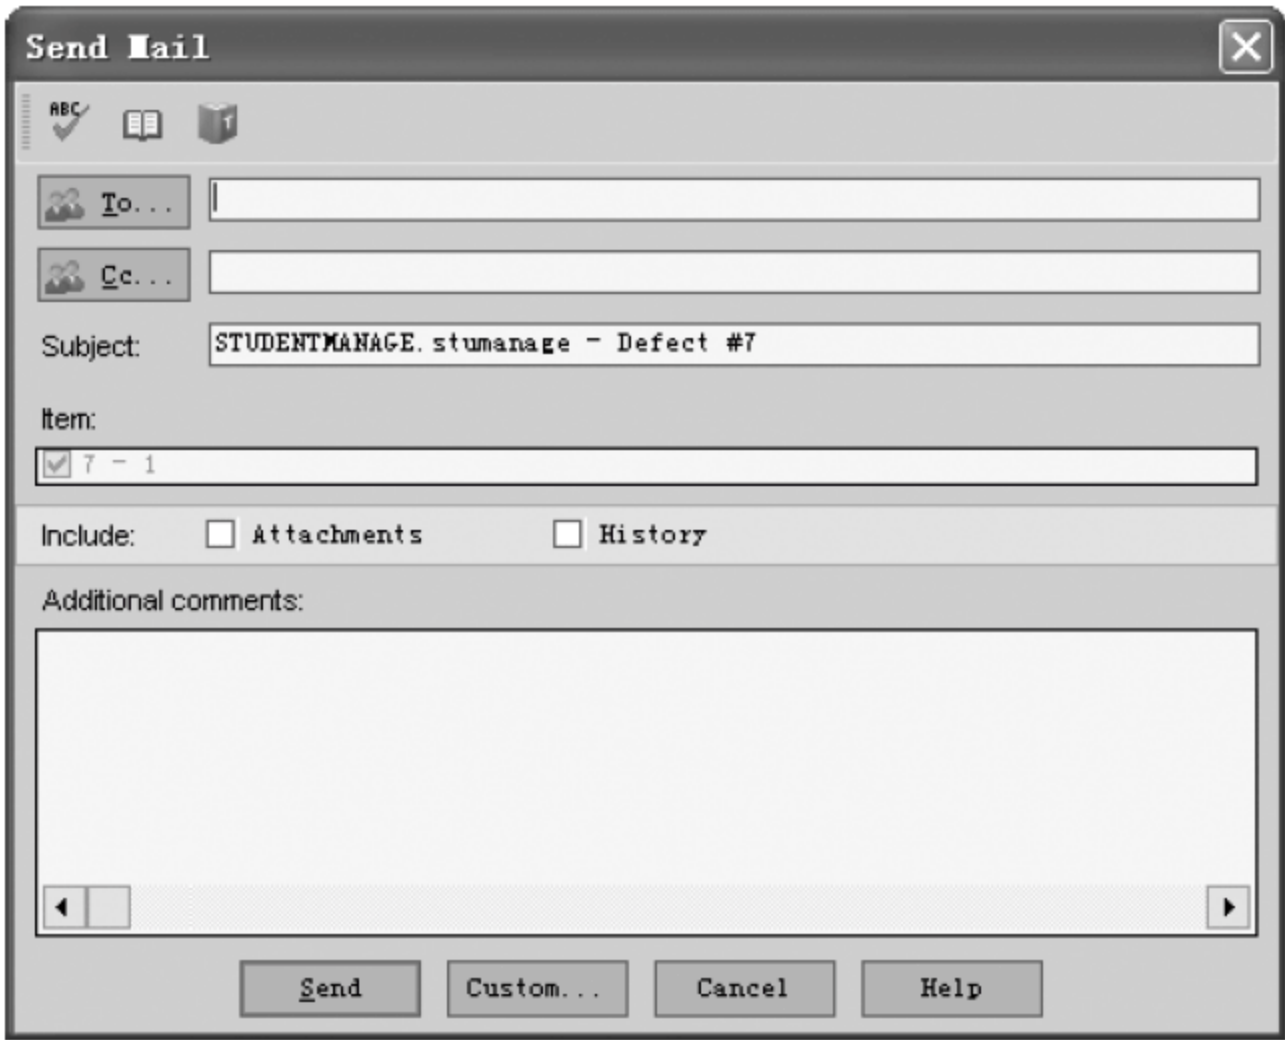 Send Mail
ABC
To...
Cc...
Subject: STUDENTMANAGE.stumanage - Defect #7
Item:
7 - 1
Include: Attachments History
Additional comments:
Send Custom... Cancel Help